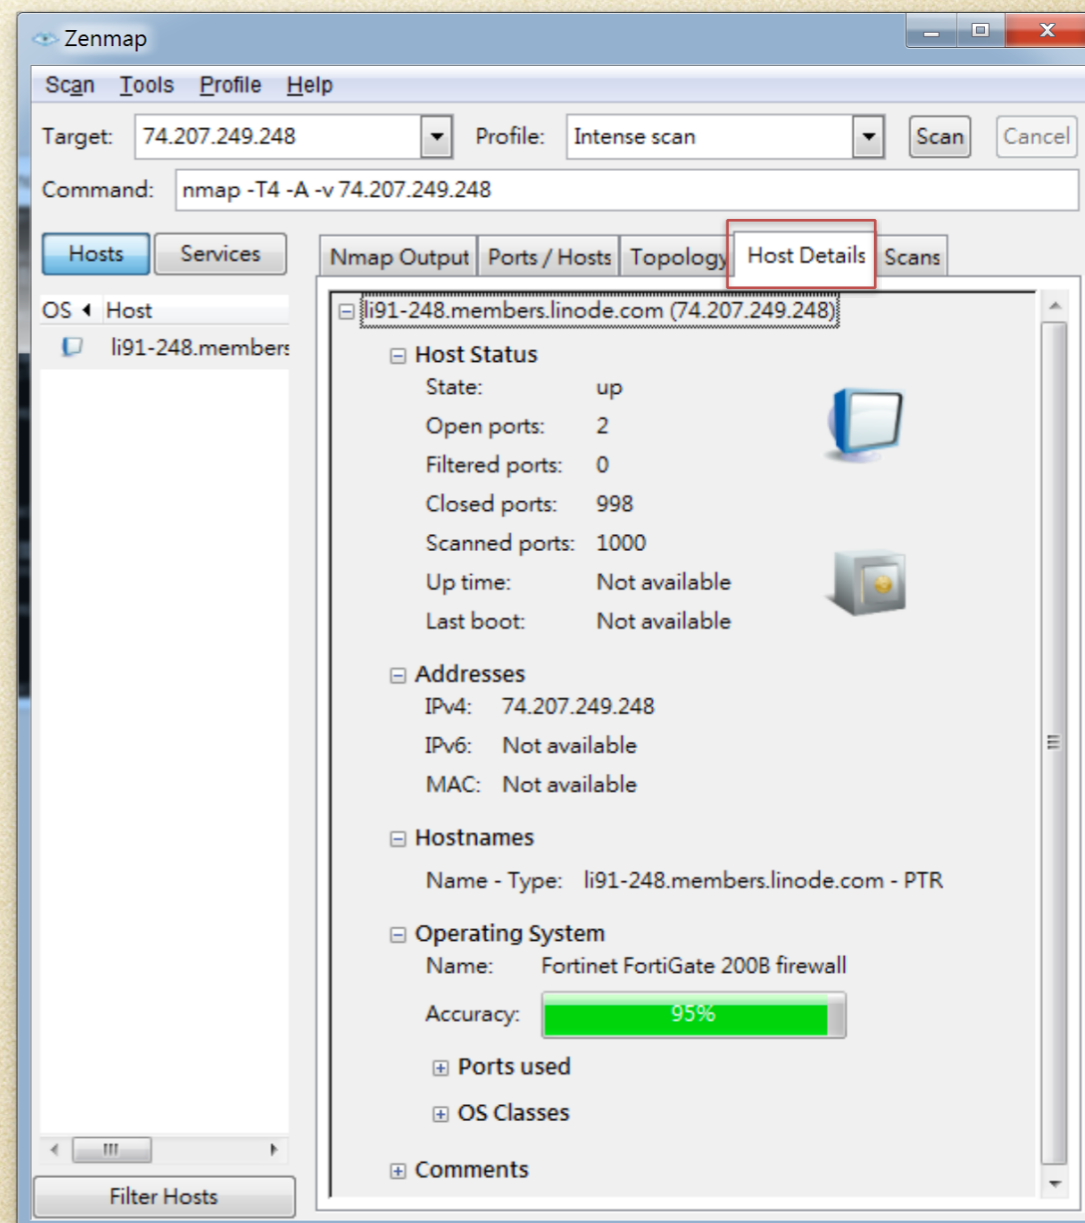 Zenmap
Scan Tools Profile Help
Target: 74.207.249.248 Profile: Intense scan Scan Cancel
Command: nmap -T4 -A -v 74.207.249.248
Hosts Services Nmap Output Ports / Hosts Topology Host Details Scans
OS Host
li91-248.members
li91-248.members.linode.com (74.207.249.248)
Host Status
State: up
Open ports: 2
Filtered ports: 0
Closed ports: 998
Scanned ports: 1000
Up time: Not available
Last boot: Not available
Addresses
IPv4: 74.207.249.248
IPv6: Not available
MAC: Not available
Hostnames
Name - Type: li91-248.members.linode.com - PTR
Operating System
Name: Fortinet FortiGate 200B firewall
Accuracy: 95%
Ports used
OS Classes
Comments
Filter Hosts